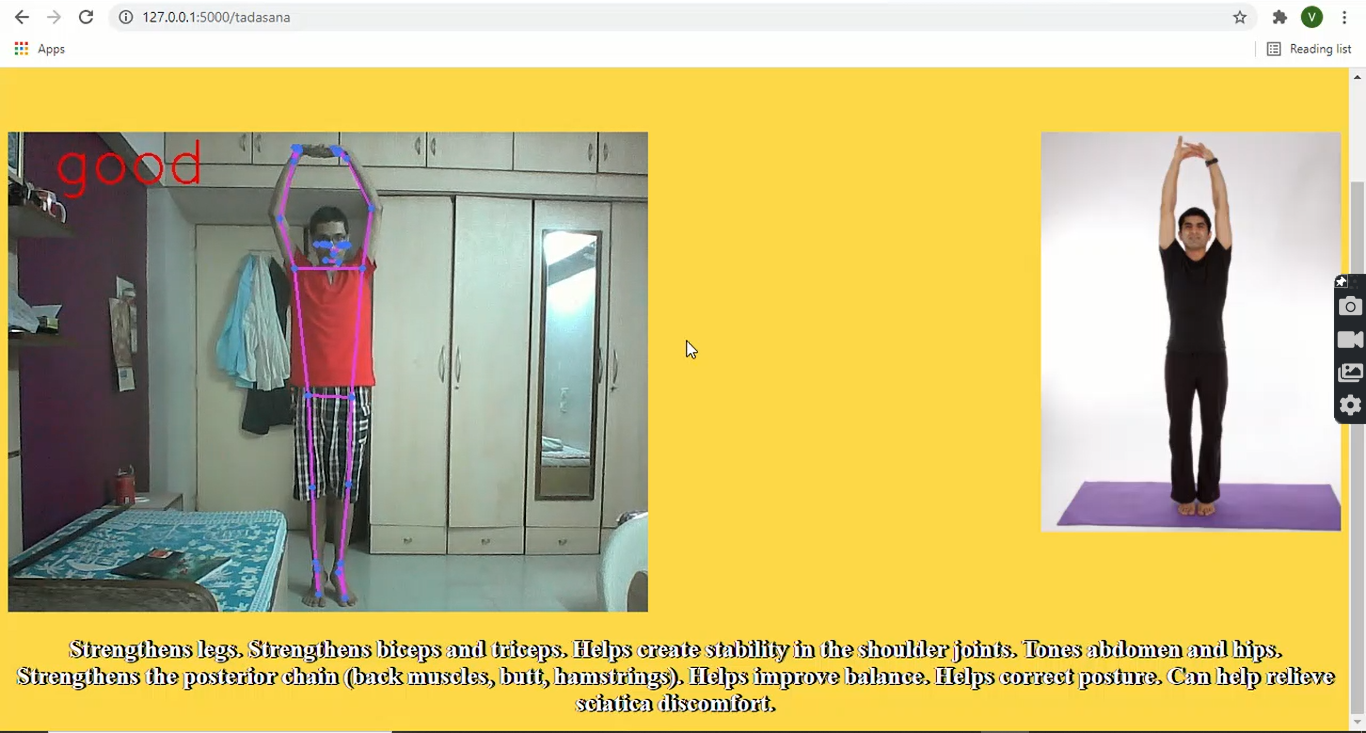 127.0.0.1:5000/tadasana
V
Apps
Reading list
good
Strengthens legs. Strengthens biceps and triceps. Helps create stability in the shoulder joints. Tones abdomen and hips.
Strengthens the posterior chain (back muscles, butt, hamstrings). Helps improve balance. Helps correct posture. Can help relieve
sciatica discomfort.